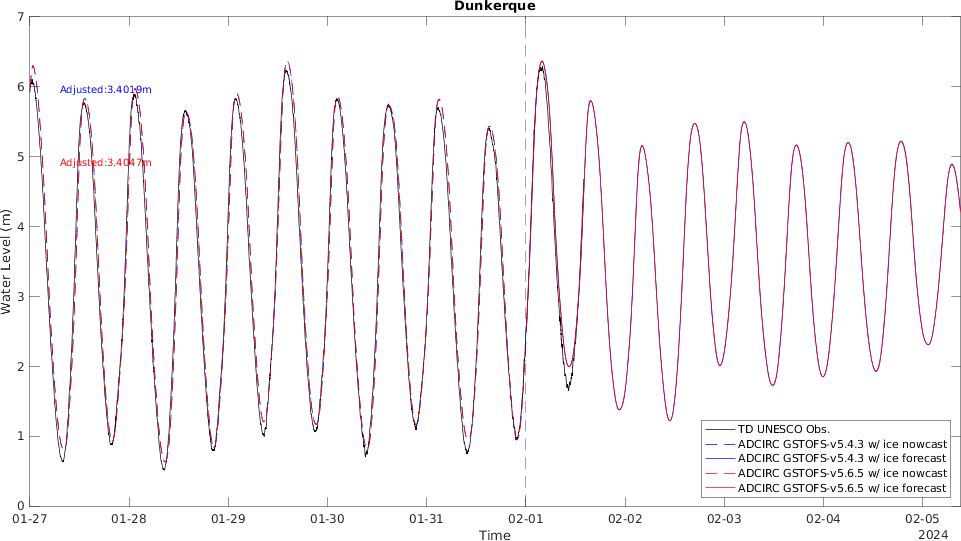 Dunkerque
7
6
5
4
3
2
1
0
Water Level (m)
Adjusted:3.4019m
Adjusted:3.4047m
TD UNESCO Obs.
ADCIRC GSTOFS-v5.4.3 w/ ice nowcast
ADCIRC GSTOFS-v5.4.3 w/ ice forecast
ADCIRC GSTOFS-v5.6.5 w/ ice nowcast
ADCIRC GSTOFS-v5.6.5 w/ ice forecast
01-27 01-28 01-29 01-30 01-31 02-01 02-02 02-03 02-04 02-05
Time
2024